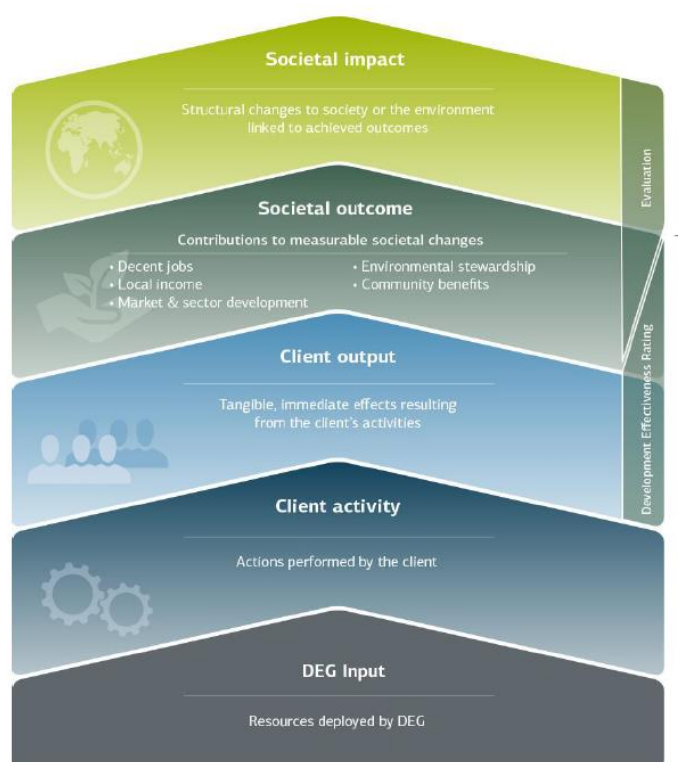 Societal impact
Structural changes to society or the environment
linked to achieved outcomes
Evaluation
Societal outcome
Contributions to measurable societal changes
• Decent jobs
• Local income
• Market & sector development
• Environmental stewardship
• Community benefits
Development Effectiveness Rating
Client output
Tangible, immediate effects resulting
from the client's activities
Client activity
Actions performed by the client
DEG Input
Resources deployed by DEG